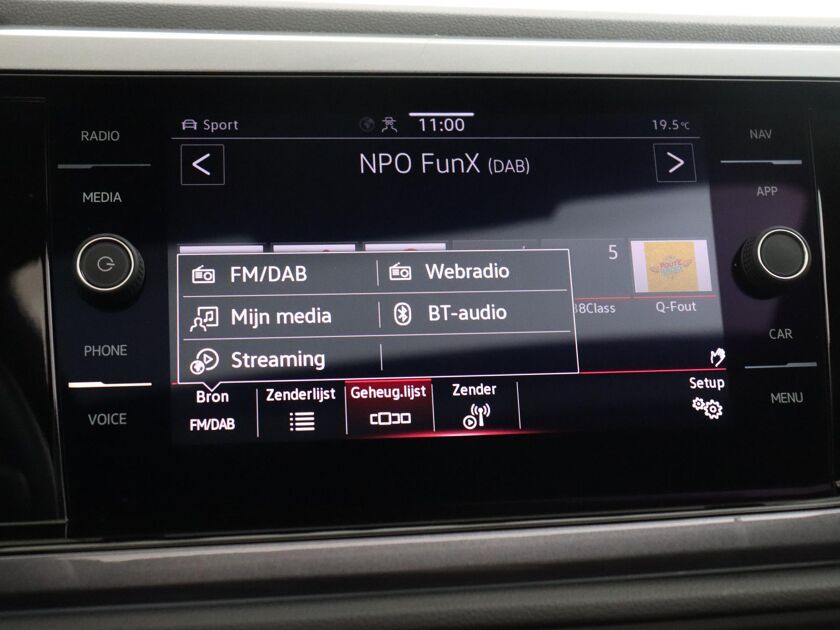 RADIO
MEDIA
PHONE
VOICE
Sport
11:00
19.5°C
NPO FunX (DAB)
5
8Class
Q-Fout
FM/DAB
Webradio
Mijn media
BT-audio
Streaming
Bron
FM/DAB
Zenderlijst
Geheug.lijst
Zender
Setup
NAV
APP
CAR
MENU